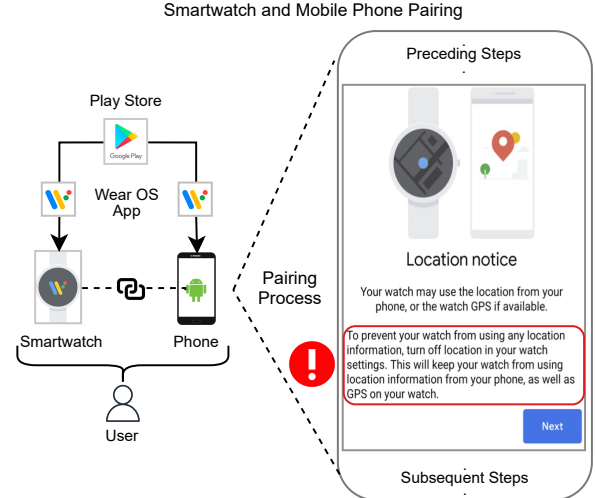 Smartwatch and Mobile Phone Pairing
Play Store
Google Play
Wear OS
App
Smartwatch
Phone
User
Pairing
Process
Preceding Steps
Location notice
Your watch may use the location from your
phone, or the watch GPS if available.
To prevent your watch from using any location
information, turn off location in your watch
settings. This will keep your watch from using
location information from your phone, as well as
GPS on your watch.
Next
Subsequent Steps